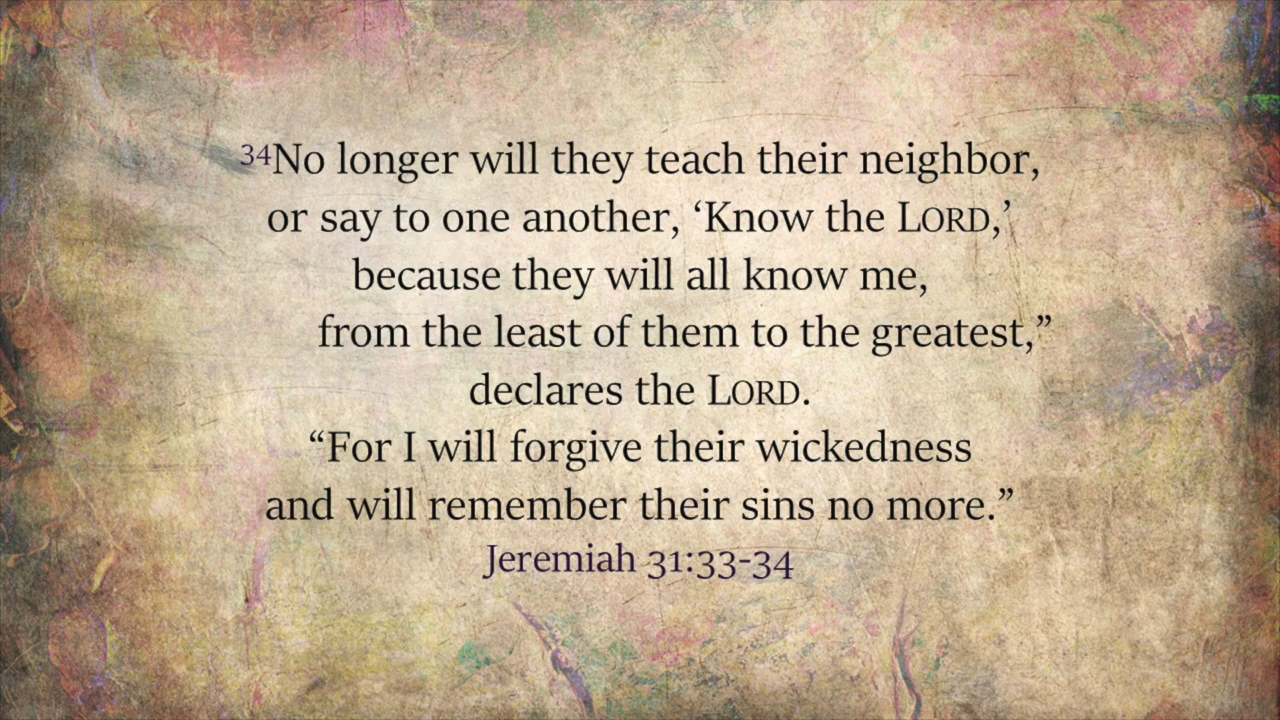 34No longer will they teach their neighbor,
or say to one another, ‘Know the LORD,’
because they will all know me,
from the least of them to the greatest,”
declares the LORD.
“For I will forgive their wickedness
and will remember their sins no more.”
Jeremiah 31:33-34